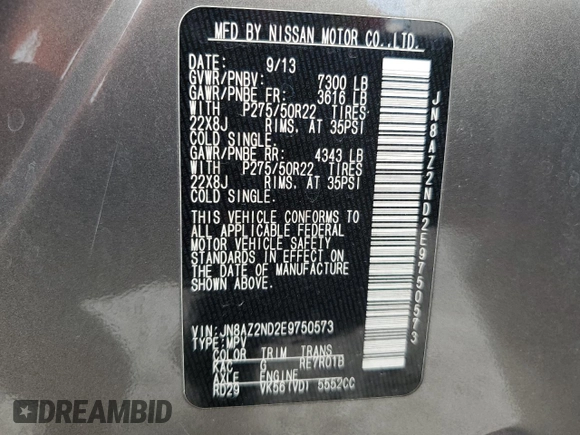 MFD BY NISSAN MOTOR CO.,LTD.
DATE: 9/13
GVWR/PNBV: 7300 LB
GAWR/PNBE FR: 3616 LB
WITH P275/50R22 TIRES
22X8J RIMS, AT 35PSI
COLD SINGLE.
GAWR/PNBE RR: 4343 LB
WITH P275/50R22 TIRES
22X8J RIMS, AT 35PSI
COLD SINGLE.
THIS VEHICLE CONFORMS TO
ALL APPLICABLE FEDERAL
MOTOR VEHICLE SAFETY
STANDARDS IN EFFECT ON
THE DATE OF MANUFACTURE
SHOWN ABOVE.
VIN: JN8AZ2ND2E9750573
TYPE: MPV
COLOR TRIM TRANS
KAC G RE7R01B
AXLE ENGINE
RD29 VK56(VD) 5552CC
JN8AZ2ND2E9750573
DREAMBID
.com